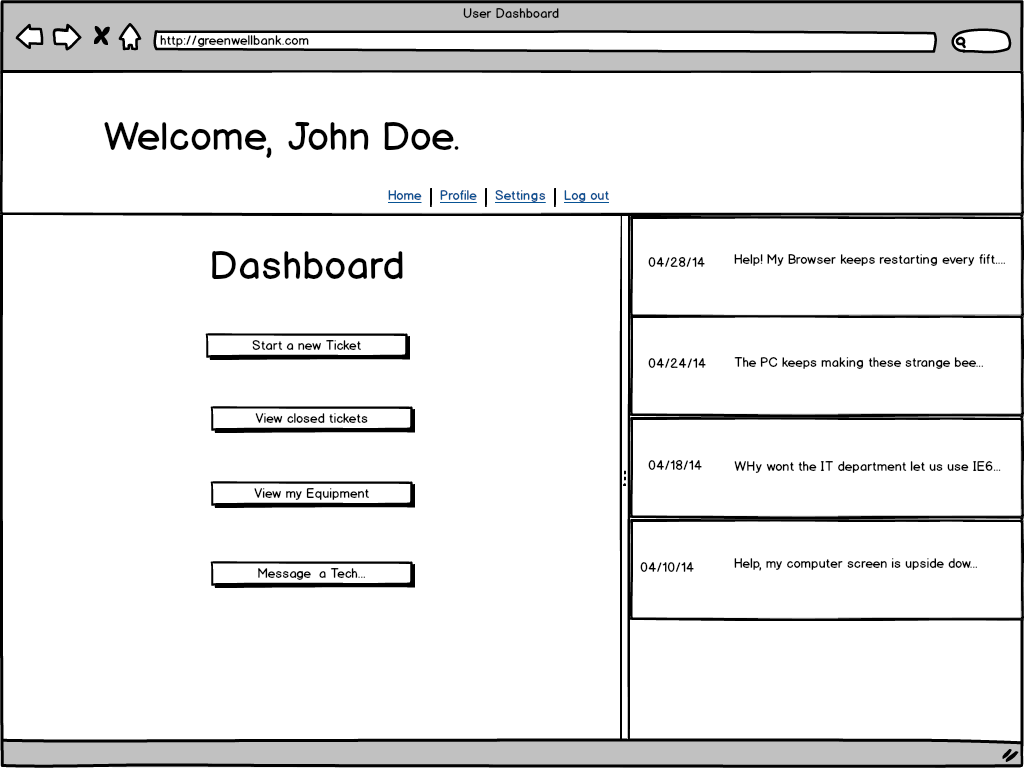 User Dashboard
http://greenwellbank.com
Welcome, John Doe.
Home | Profile | Settings | Log out
Dashboard
Start a new Ticket
View closed tickets
View my Equipment
Message  a Tech...
04/28/14 Help! My Browser keeps restarting every fift....
04/24/14 The PC keeps making these strange bee...
04/18/14 WHy wont the IT department let us use IE6...
04/10/14 Help, my computer screen is upside dow...